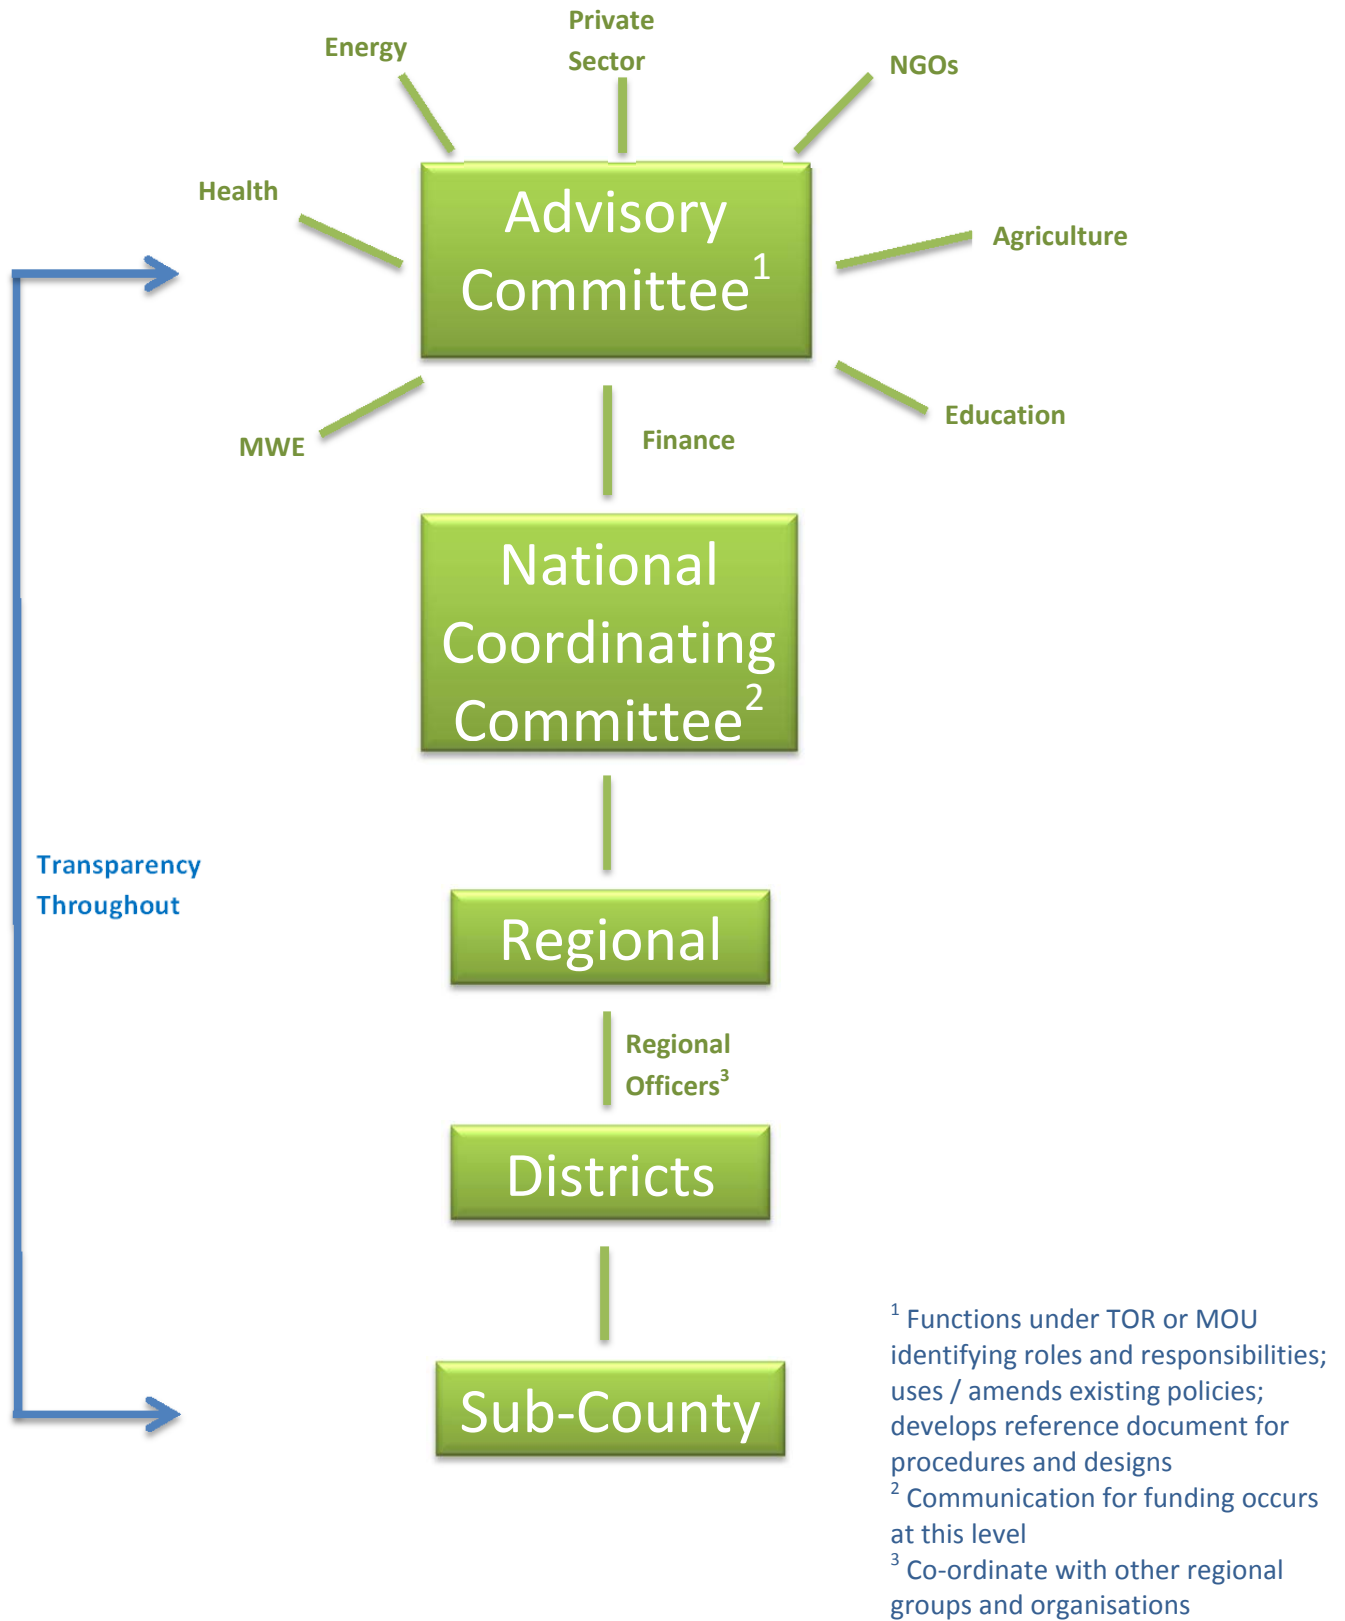 Private
Sector
Energy
NGOs
Health
Advisory
Committee¹
Agriculture
MWE
Finance
Education
National
Coordinating
Committee²
Transparency
Throughout
Regional
Regional
Officers³
Districts
Sub-County
¹ Functions under TOR or MOU
identifying roles and responsibilities;
uses / amends existing policies;
develops reference document for
procedures and designs
² Communication for funding occurs
at this level
³ Co-ordinate with other regional
groups and organisations